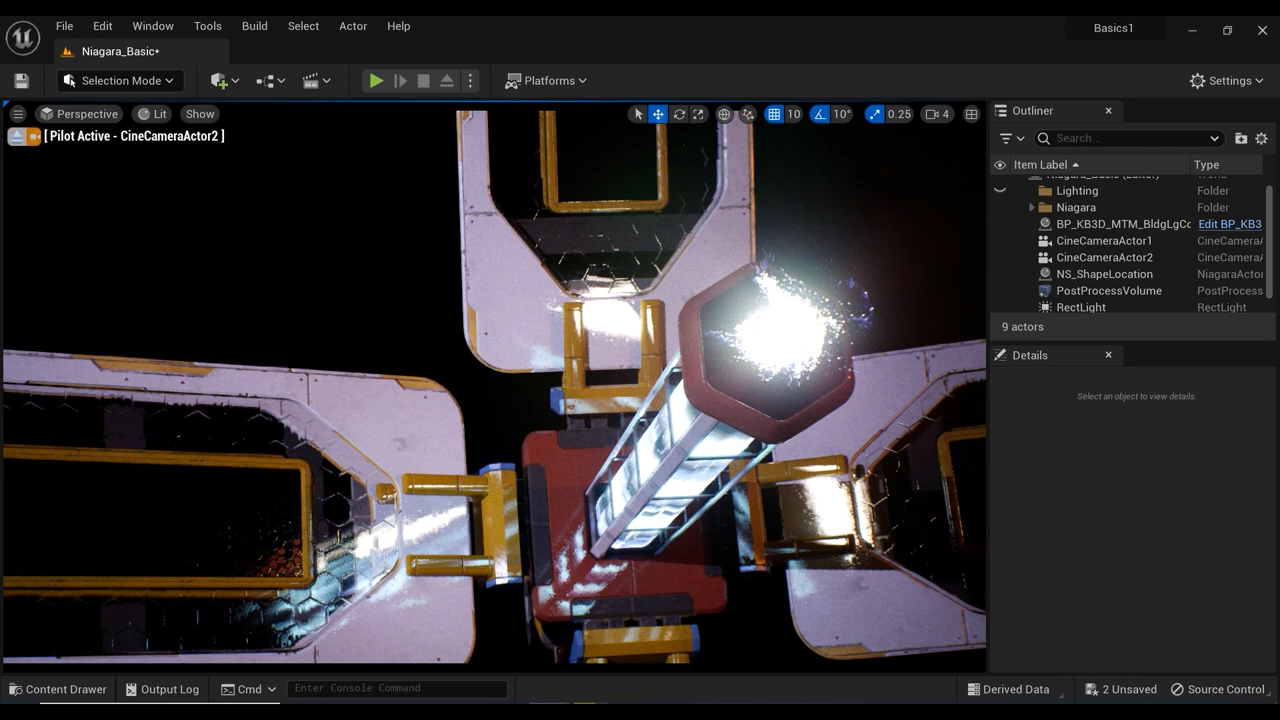 File Edit Window Tools Build Select Actor Help
Basics1
Niagara_Basic*
Selection Mode
Platforms
Settings
Perspective Lit Show
10 10° 0.25 4
[ Pilot Active - CineCameraActor2 ]
Outliner
Search...
Item Label Type
Lighting Folder
Niagara Folder
BP_KB3D_MTM_BldgLgCc Edit BP_KB3
CineCameraActor1 CineCamera
CineCameraActor2 CineCamera
NS_ShapeLocation NiagaraActo
PostProcessVolume PostProcess
RectLight RectLight
9 actors
Details
Select an object to view details.
Content Drawer Output Log Cmd Enter Console Command
Derived Data 2 Unsaved Source Control